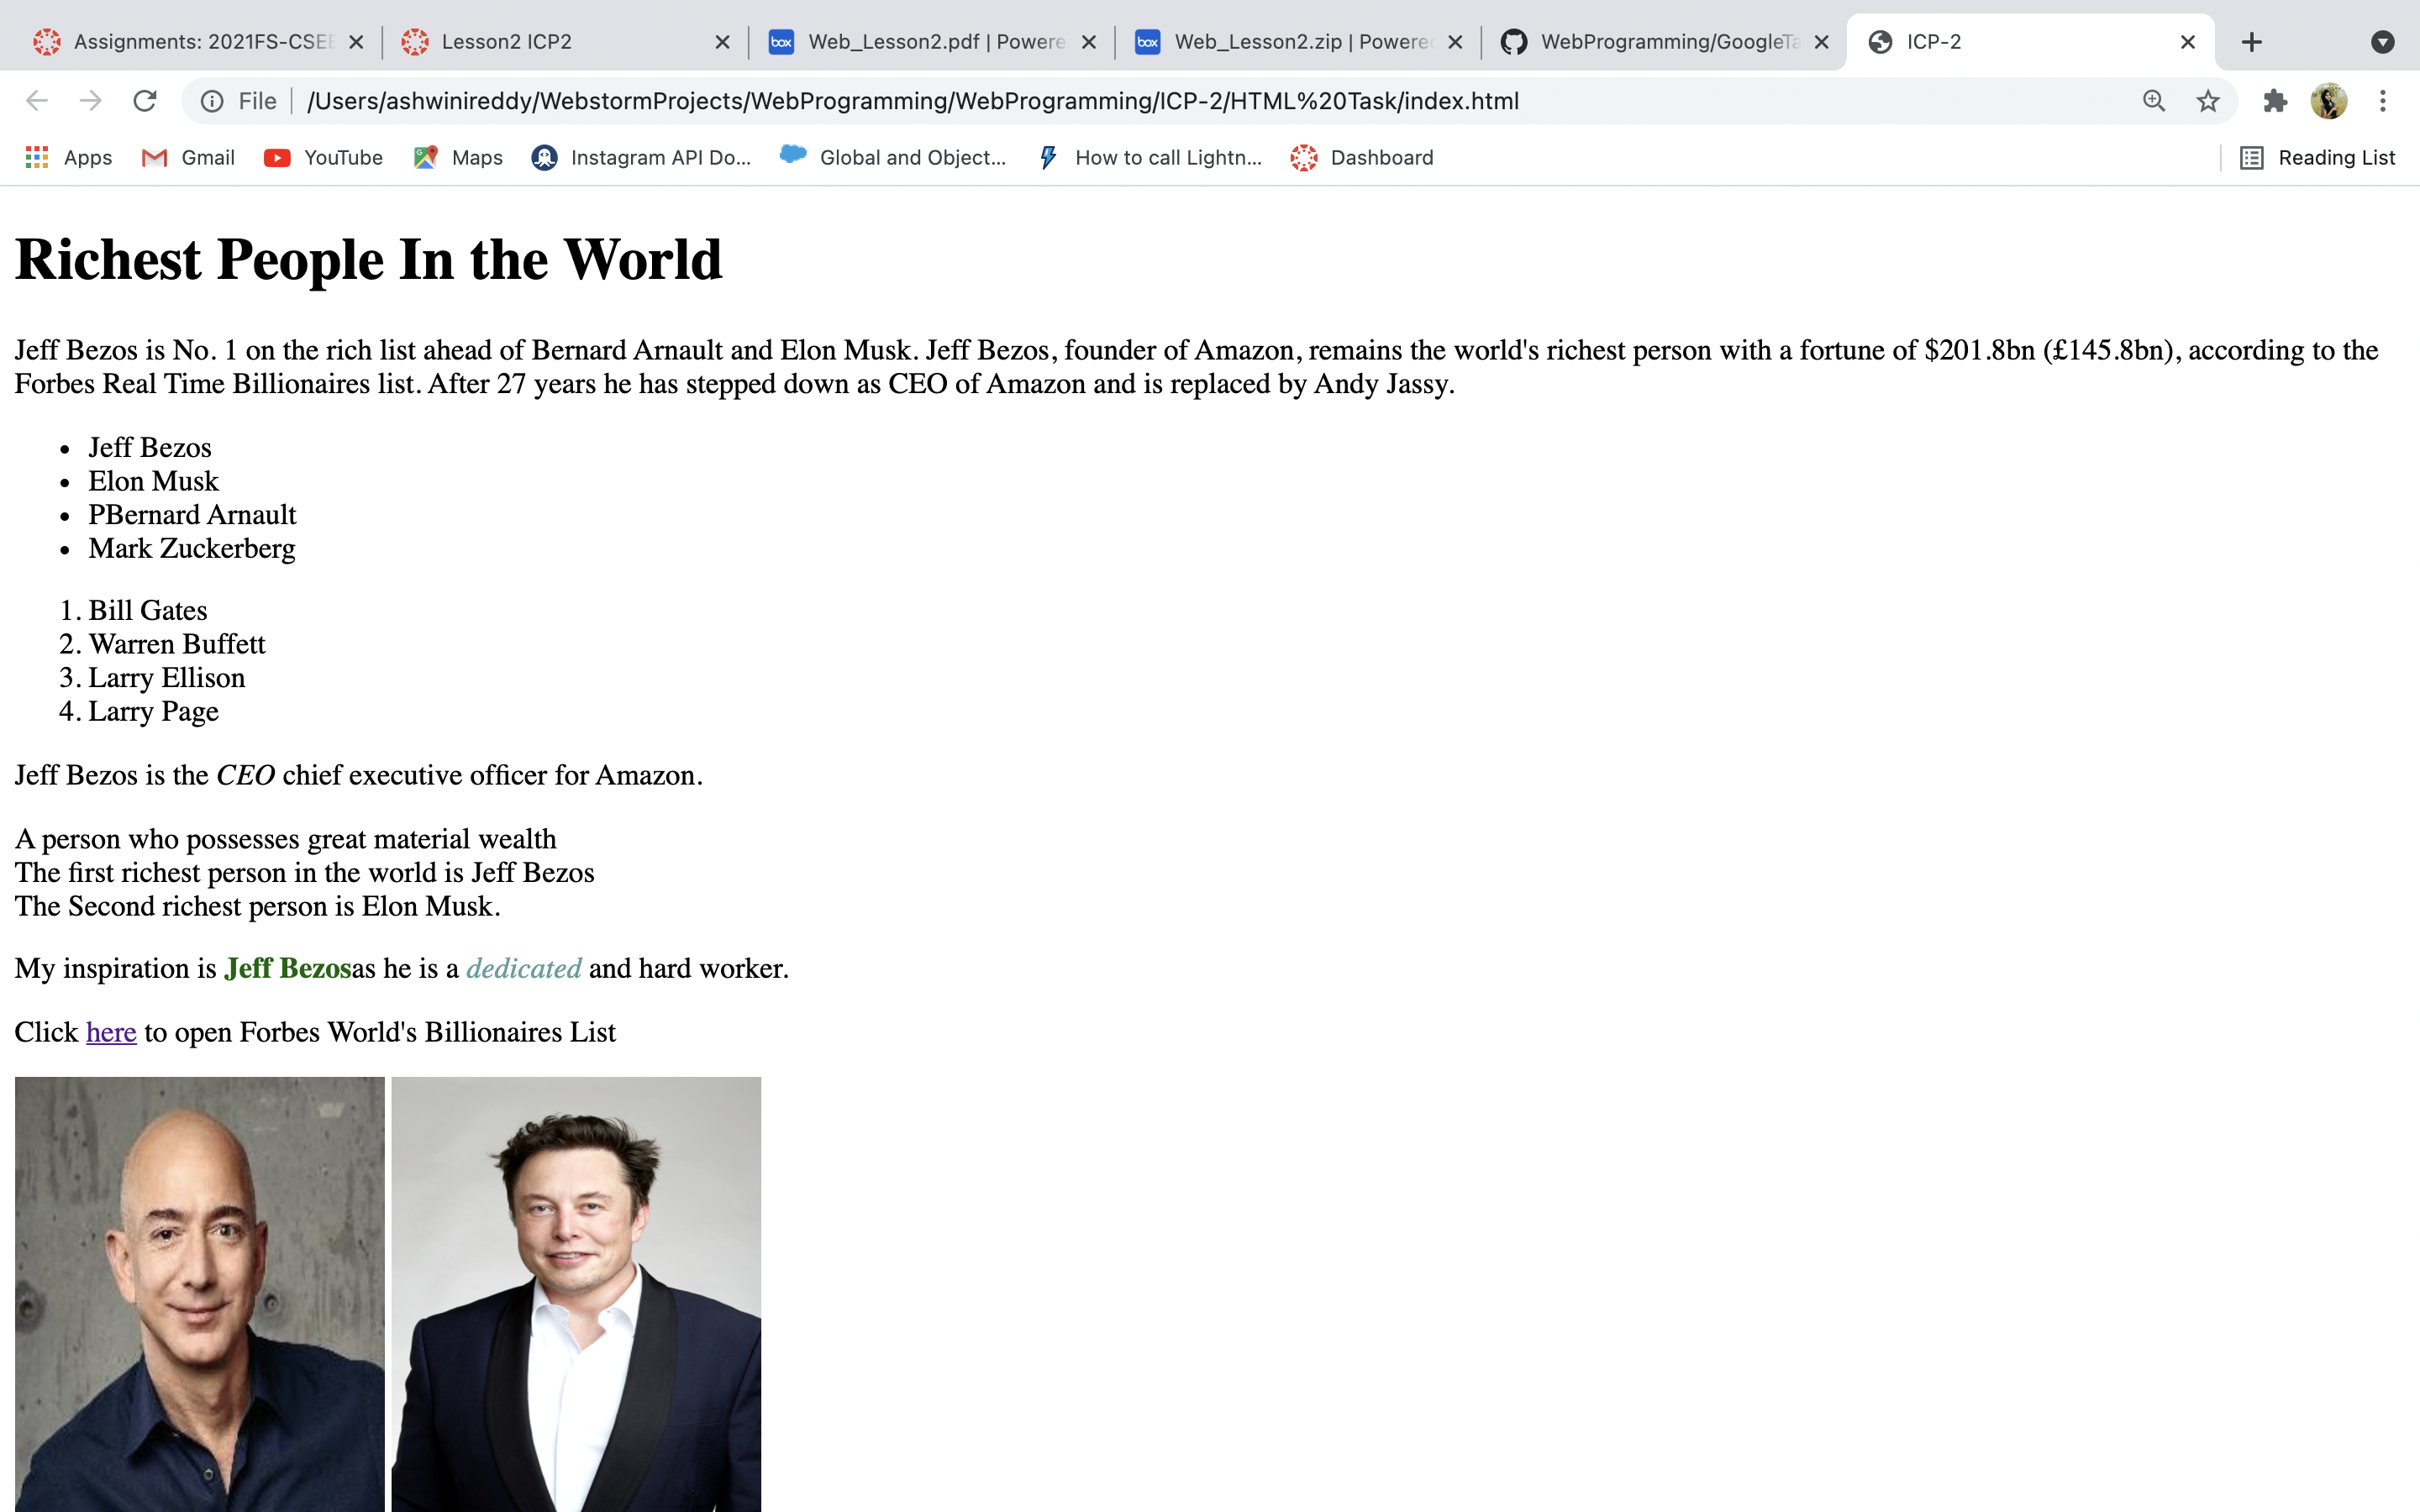 Assignments: 2021FS-CSEE
Lesson2 ICP2
box Web_Lesson2.pdf | Powere
box Web_Lesson2.zip | Powered
WebProgramming/GoogleTa
ICP-2
File /Users/ashwinireddy/WebstormProjects/WebProgramming/WebProgramming/ICP-2/HTML%20Task/index.html
Apps Gmail YouTube Maps Instagram API Do... Global and Object... How to call Lightn... Dashboard Reading List
Richest People In the World
Jeff Bezos is No. 1 on the rich list ahead of Bernard Arnault and Elon Musk. Jeff Bezos, founder of Amazon, remains the world's richest person with a fortune of $201.8bn (£145.8bn), according to the
Forbes Real Time Billionaires list. After 27 years he has stepped down as CEO of Amazon and is replaced by Andy Jassy.
• Jeff Bezos
• Elon Musk
• PBernard Arnault
• Mark Zuckerberg
1. Bill Gates
2. Warren Buffett
3. Larry Ellison
4. Larry Page
Jeff Bezos is the CEO chief executive officer for Amazon.
A person who possesses great material wealth
The first richest person in the world is Jeff Bezos
The Second richest person is Elon Musk.
My inspiration is Jeff Bezosas he is a dedicated and hard worker.
Click here to open Forbes World's Billionaires List